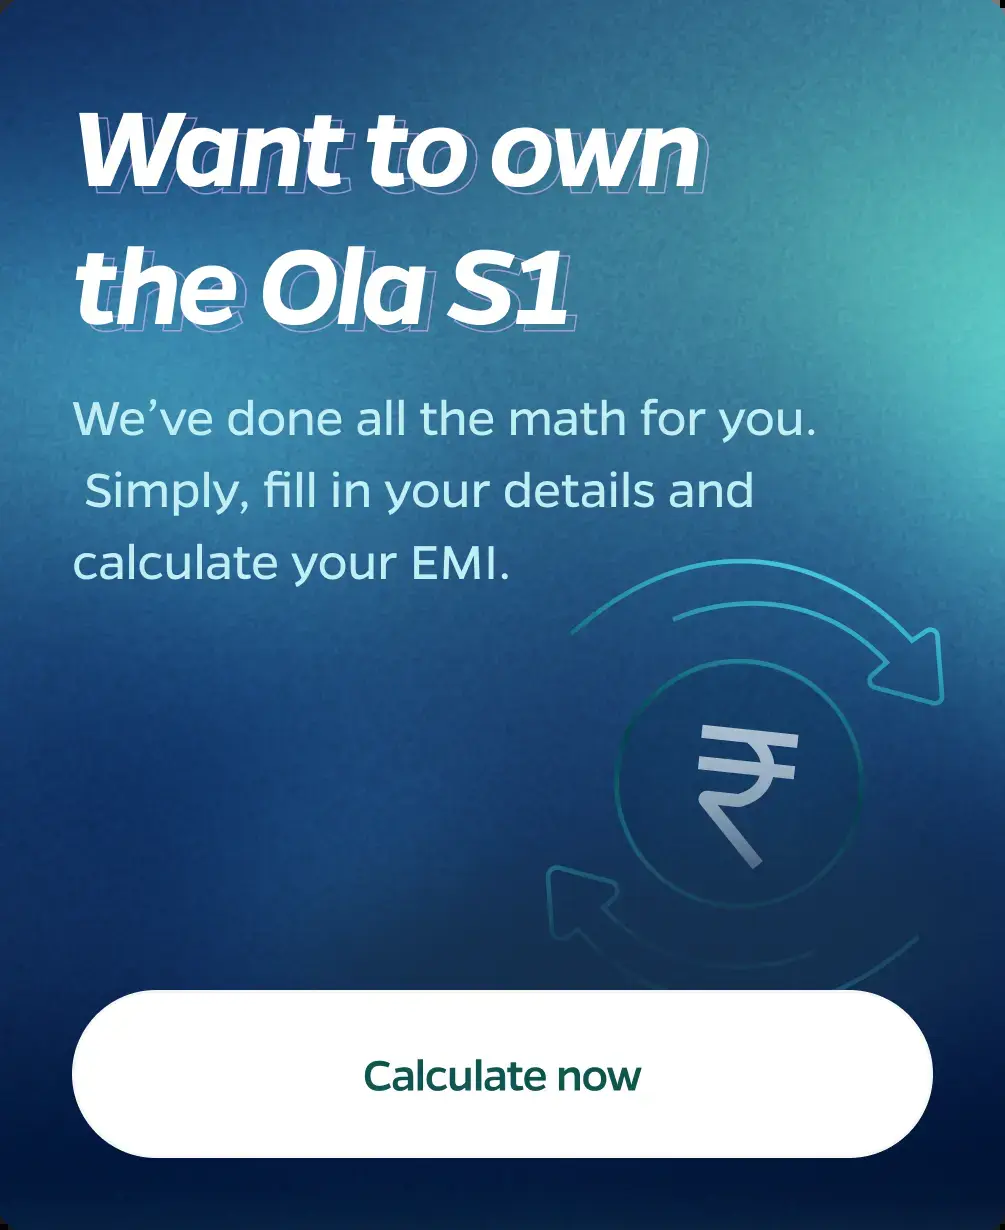 Want to own
the Ola S1
We’ve done all the math for you.
Simply, fill in your details and
calculate your EMI.
₹
Calculate now